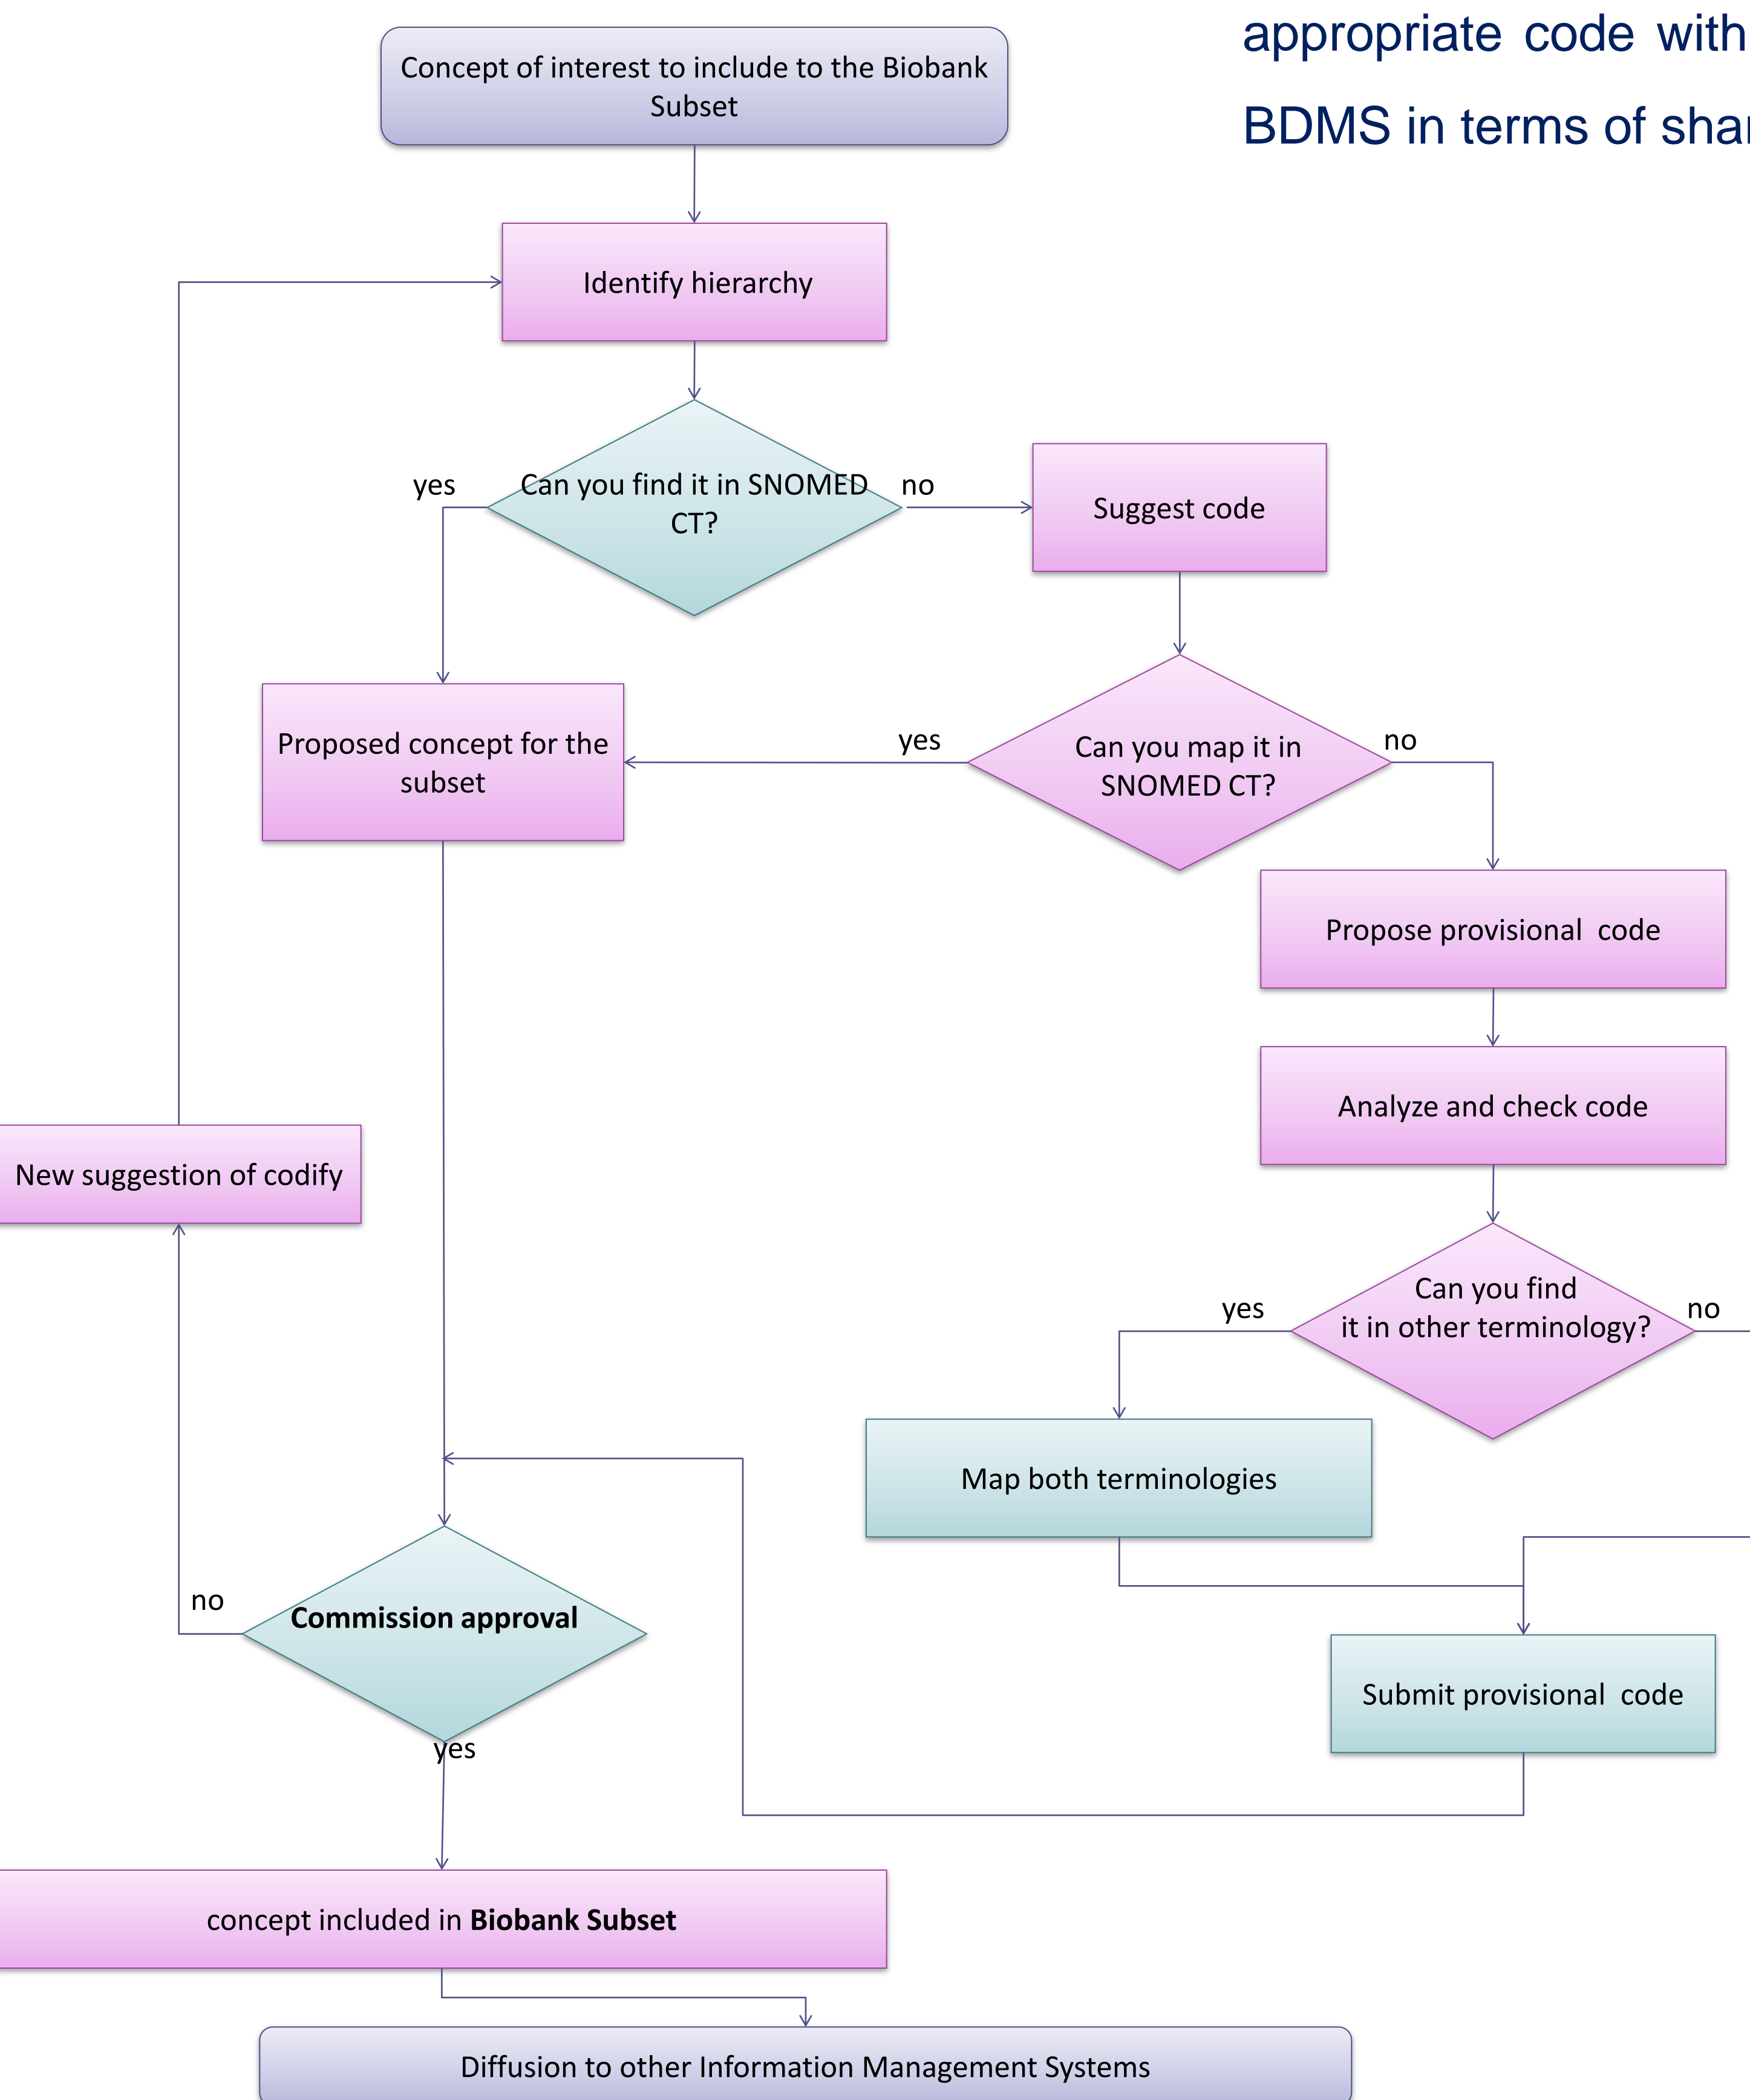 appropriate code with
BDMS in terms of shar
Concept of interest to include to the Biobank
Subset
Identify hierarchy
yes
Can you find it in SNOMED
CT?
no
Suggest code
Proposed concept for the
subset
yes
Can you map it in
SNOMED CT?
no
Propose provisional code
Analyze and check code
New suggestion of codify
yes
Can you find
it in other terminology?
no
Map both terminologies
no
Commission approval
yes
Submit provisional code
concept included in Biobank Subset
Diffusion to other Information Management Systems